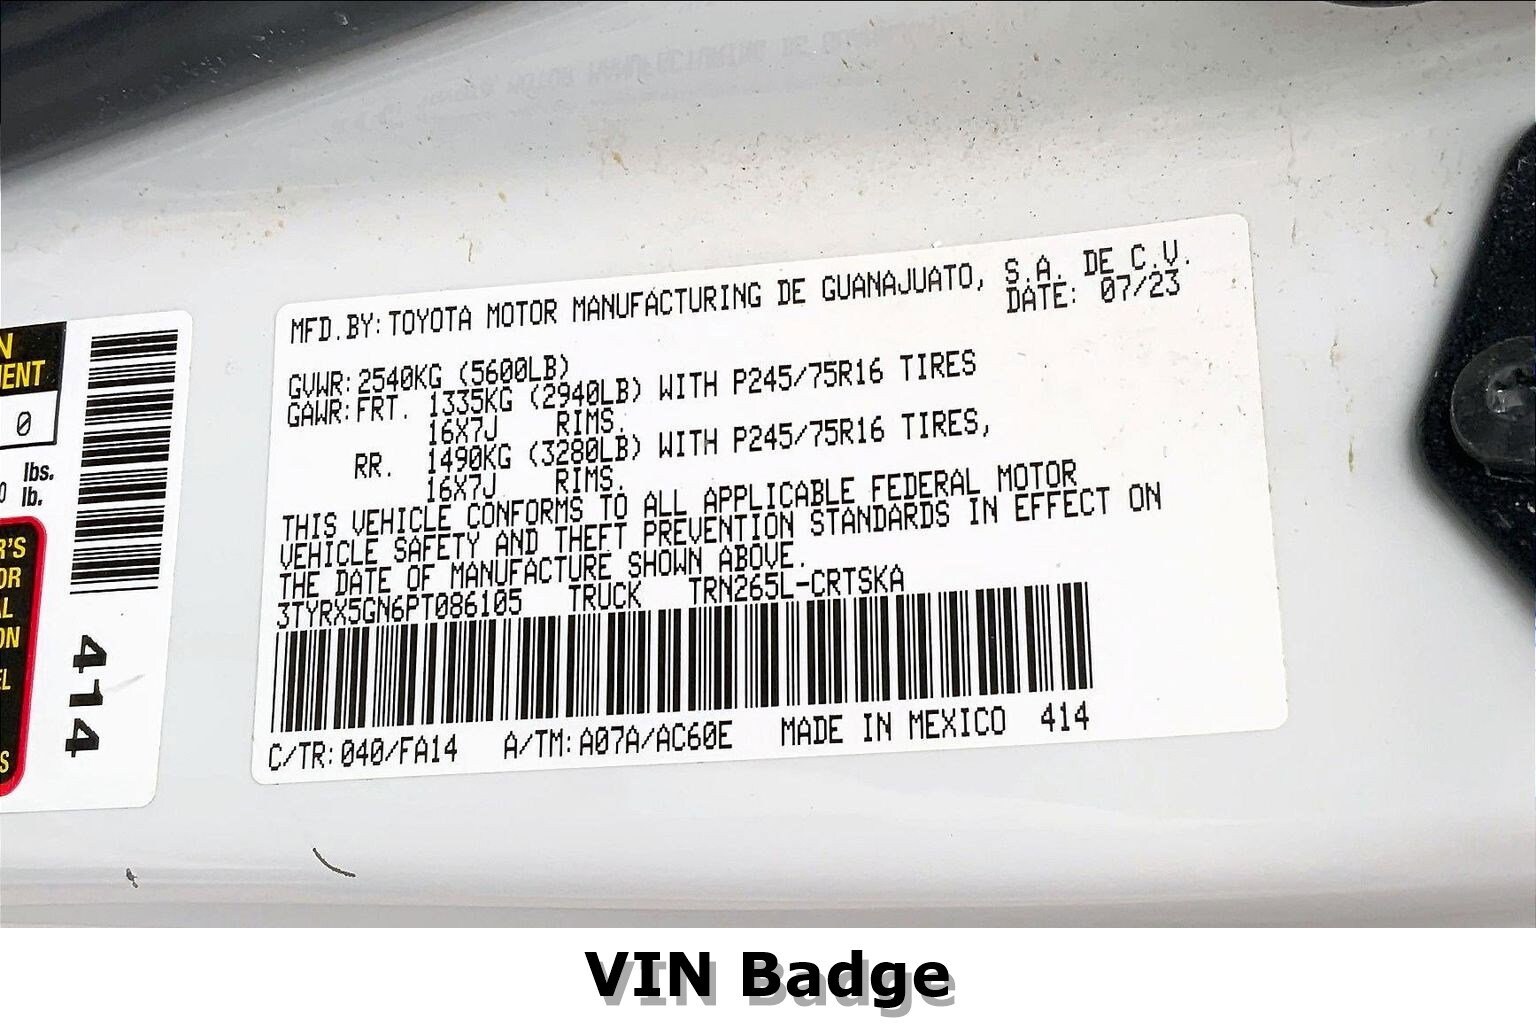 MFD.BY: TOYOTA MOTOR MANUFACTURING DE GUANAJUATO, S.A. DE C.V.
DATE: 07/23
GVWR: 2540KG (5600LB)
GAWR: FRT. 1335KG (2940LB) WITH P245/75R16 TIRES
16X7J RIMS.
RR. 1490KG (3280LB) WITH P245/75R16 TIRES,
16X7J RIMS.
THIS VEHICLE CONFORMS TO ALL APPLICABLE FEDERAL MOTOR
VEHICLE SAFETY AND THEFT PREVENTION STANDARDS IN EFFECT ON
THE DATE OF MANUFACTURE SHOWN ABOVE.
3TYRX5GN6PT086105 TRUCK TRN265L-CRTSKA
C/TR: 040/FA14 A/TM: A07A/AC60E MADE IN MEXICO 414
0
lbs.
lb.
414
VIN Badge